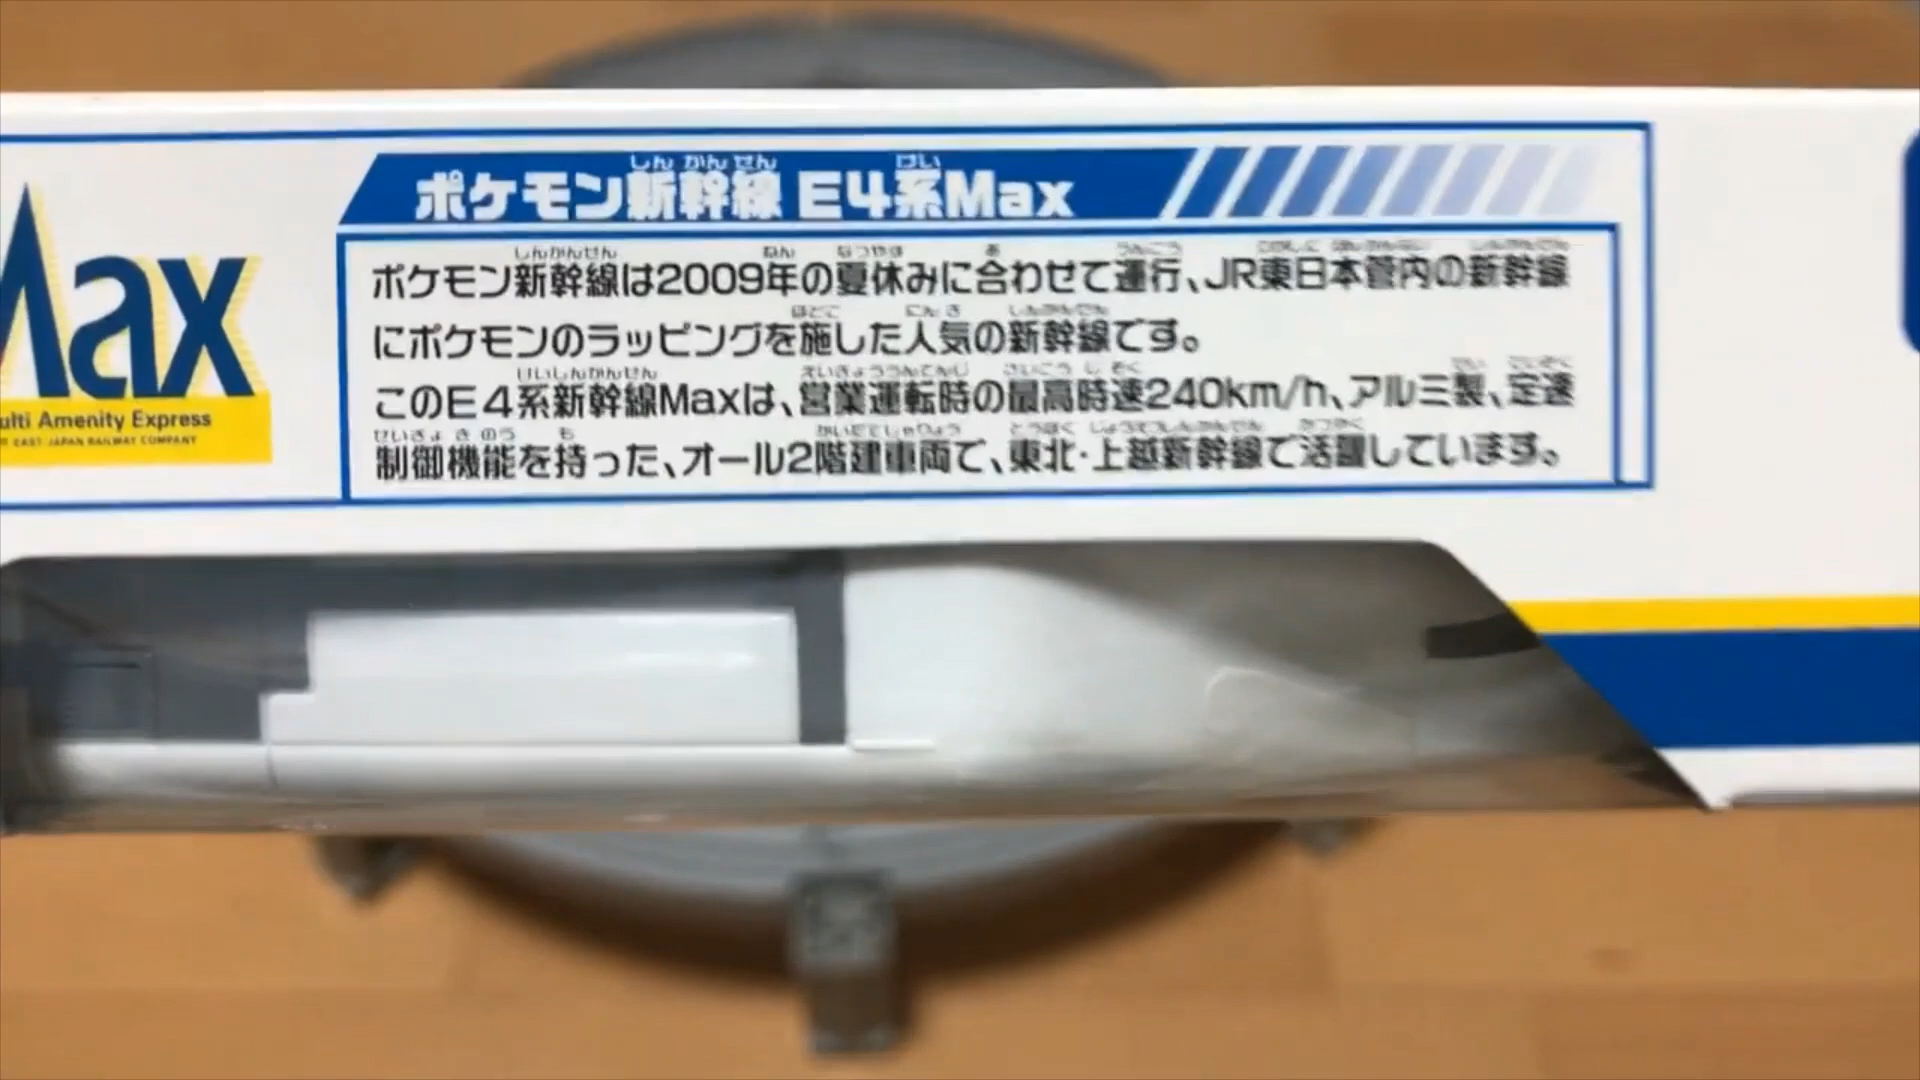 Max
ulti Amenity Express
EAST JAPAN RAILWAY COMPANY
ポケモン新幹線 E4系Max
ポケモン新幹線は2009年の夏休みに合わせて運行、JR東日本管内の新幹線
にポケモンのラッピングを施した人気の新幹線です。
このE4系新幹線Maxは、営業運転時の最高時速240km/h、アルミ製、定速
制御機能を持った、オール2階建車両で、東北・上越新幹線で活躍しています。